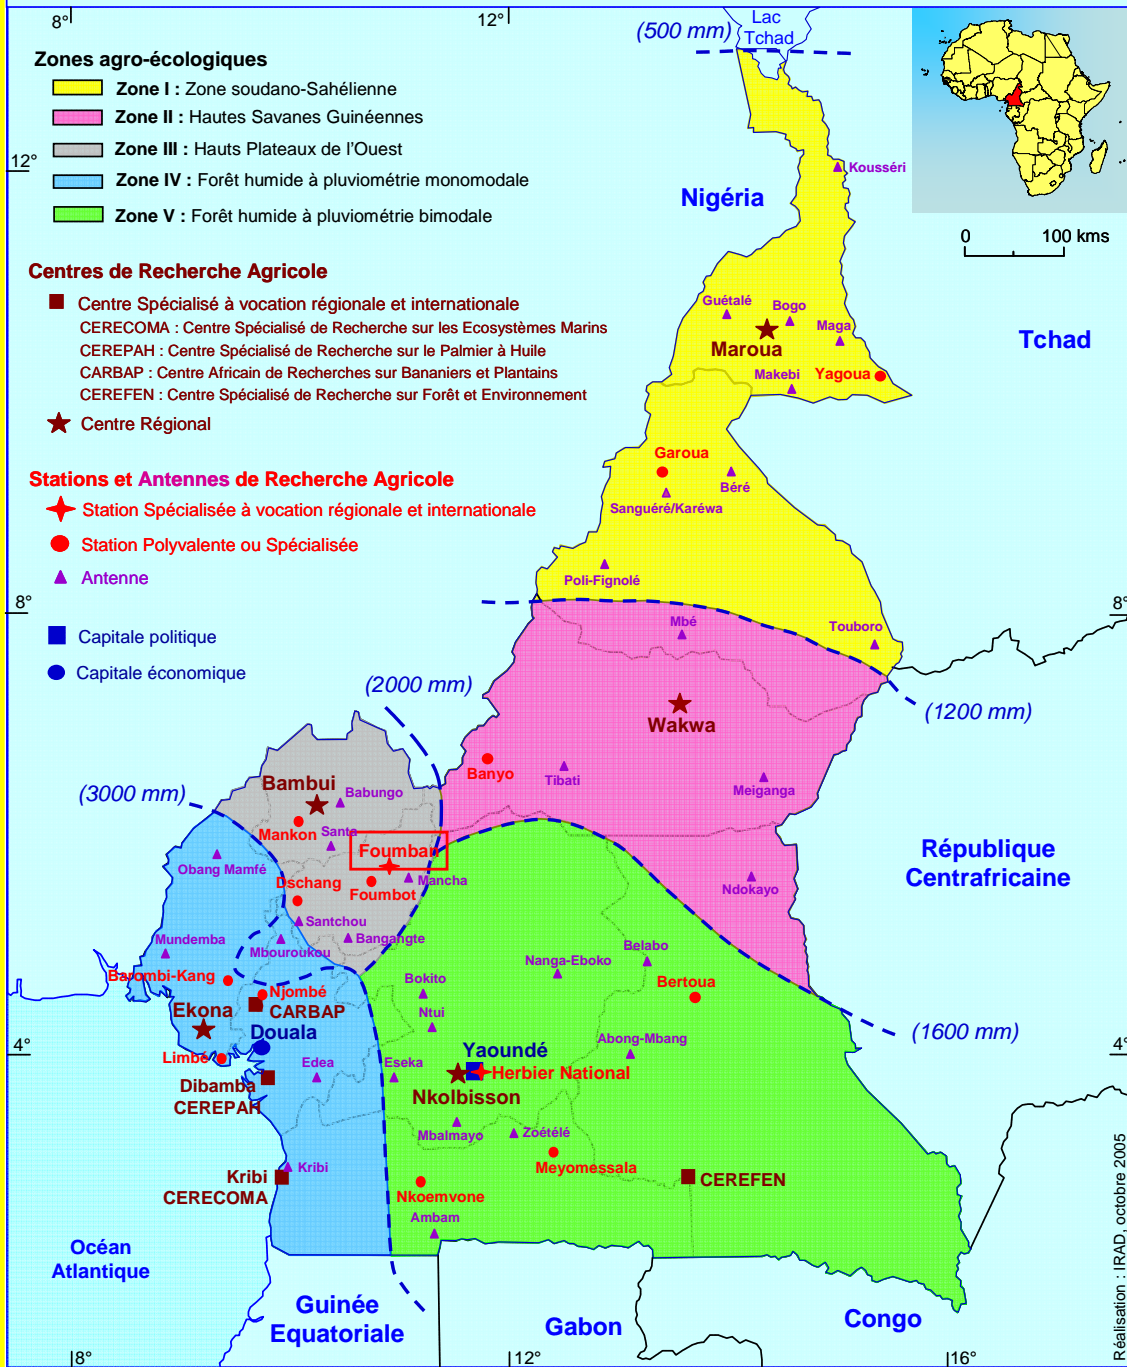 8°
12°
(500 mm)
Lac
Tchad
Zones agro-écologiques
Zone I : Zone soudano-Sahélienne
Zone II : Hautes Savanes Guinéennes
Zone III : Hauts Plateaux de l'Ouest
Zone IV : Forêt humide à pluviométrie monomodale
Zone V : Forêt humide à pluviométrie bimodale
12°
Kousséri
Nigéria
0 100 kms
Centres de Recherche Agricole
Centre Spécialisé à vocation régionale et internationale
CERECOMA : Centre Spécialisé de Recherche sur les Ecosystèmes Marins
CEREPAH : Centre Spécialisé de Recherche sur le Palmier à Huile
CARBAP : Centre Africain de Recherches sur Bananiers et Plantains
CEREFEN : Centre Spécialisé de Recherche sur Forêt et Environnement
Centre Régional
Guétalé
Bogo
Maga
Maroua
Tchad
Makebi
Yagoua
Stations et Antennes de Recherche Agricole
Station Spécialisée à vocation régionale et internationale
Station Polyvalente ou Spécialisée
Antenne
Capitale politique
Capitale économique
Garoua
Béré
Sanguéré/Karéwa
Poli-Fignolé
8°
8°
Mbé
Touboro
(2000 mm)
(1200 mm)
Wakwa
Banyo
Tibati
Meiganga
(3000 mm)
Bambui
Babungo
Mankon
Santa
Foumban
Obang Mamfé
Dschang
Foumbot
Mancha
République
Centrafricaine
Ndokayo
Santchou
Mundemba
Mbouroukou
Bangangte
Belabo
Nanga-Eboko
Barombi-Kang
Njombé
Bokito
Bertoua
Ekona
CARBAP
Ntui
Douala
(1600 mm)
4°
4°
Limbé
Edea
Eseka
Yaoundé
Abong-Mbang
Herbier National
Dibamba
CEREPAH
Nkolbisson
Mbalmayo
Zoétélé
Meyomessala
Kribi
Kribi
CERECOMA
Nkoemvone
CEREFEN
Ambam
Océan
Atlantique
Guinée
Equatoriale
Gabon
Congo
8°
12°
16°
Réalisation : IRAD, octobre 2005